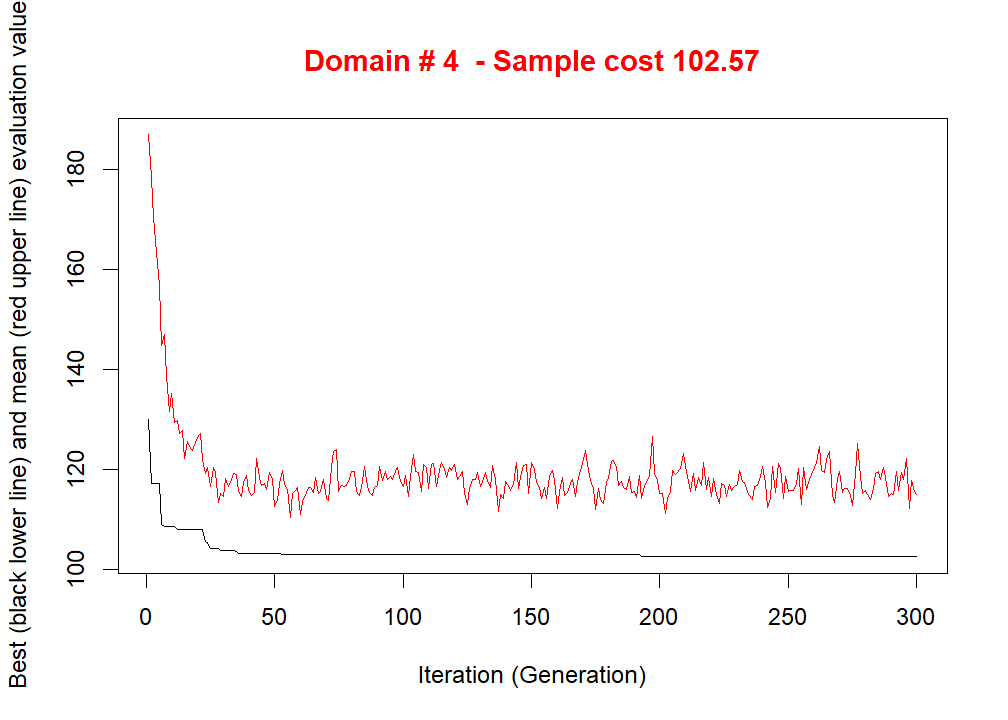 Domain # 4  - Sample cost 102.57
Best (black lower line) and mean (red upper line) evaluation value
180
160
140
120
100
0 50 100 150 200 250 300
Iteration (Generation)